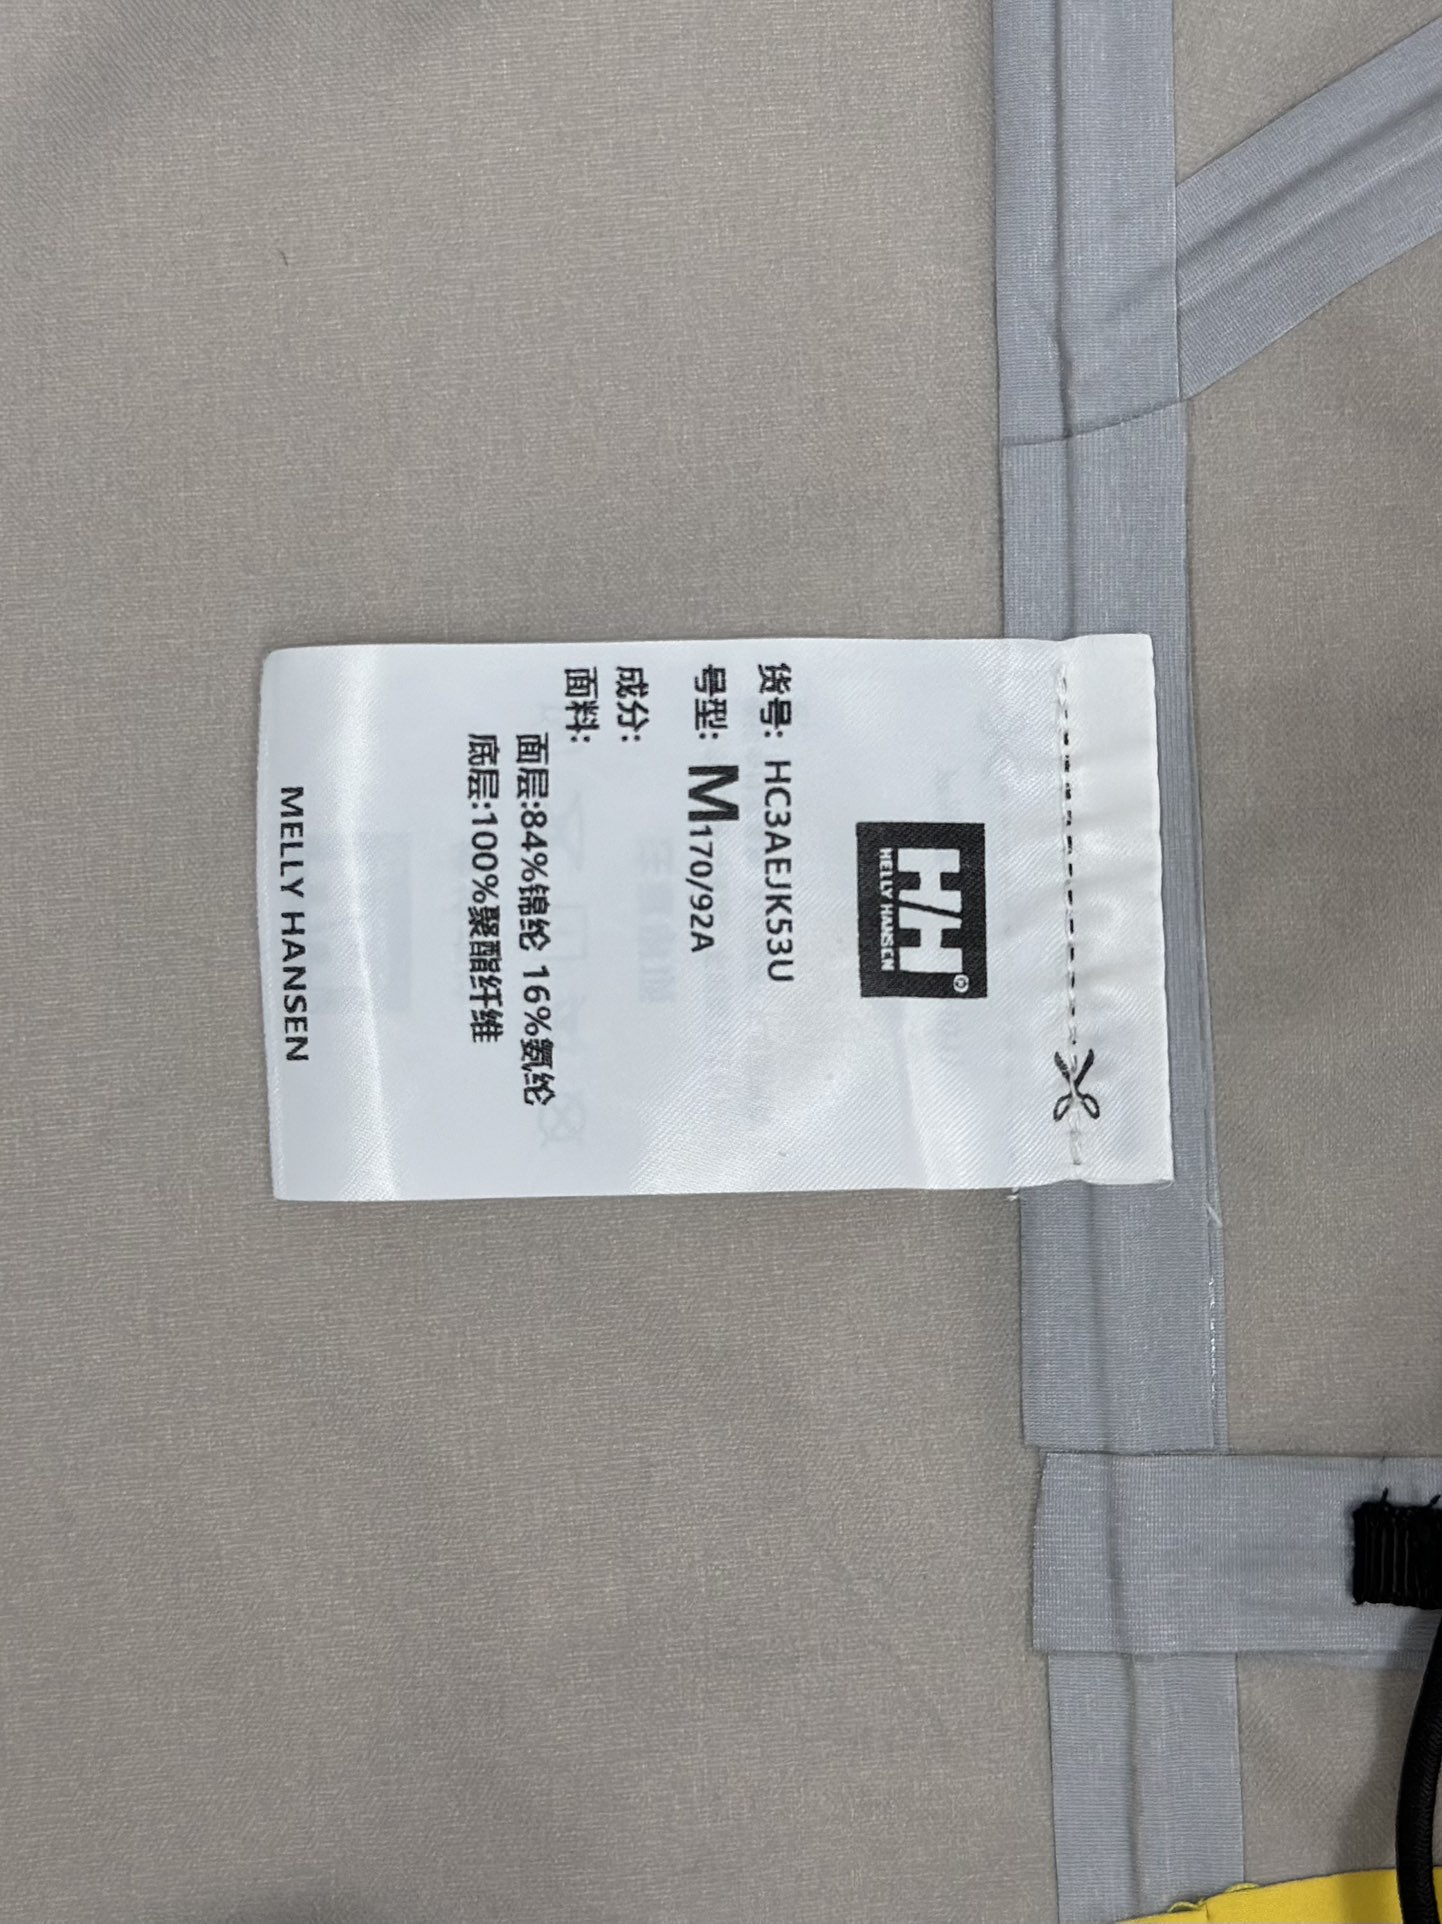 HH®
HELLY HANSEN
货号: HC3AEJK53U
号型: M170/92A
成分:
面料:
面层:84%锦纶 16%氨纶
底层:100%聚酯纤维
MELLY HANSEN